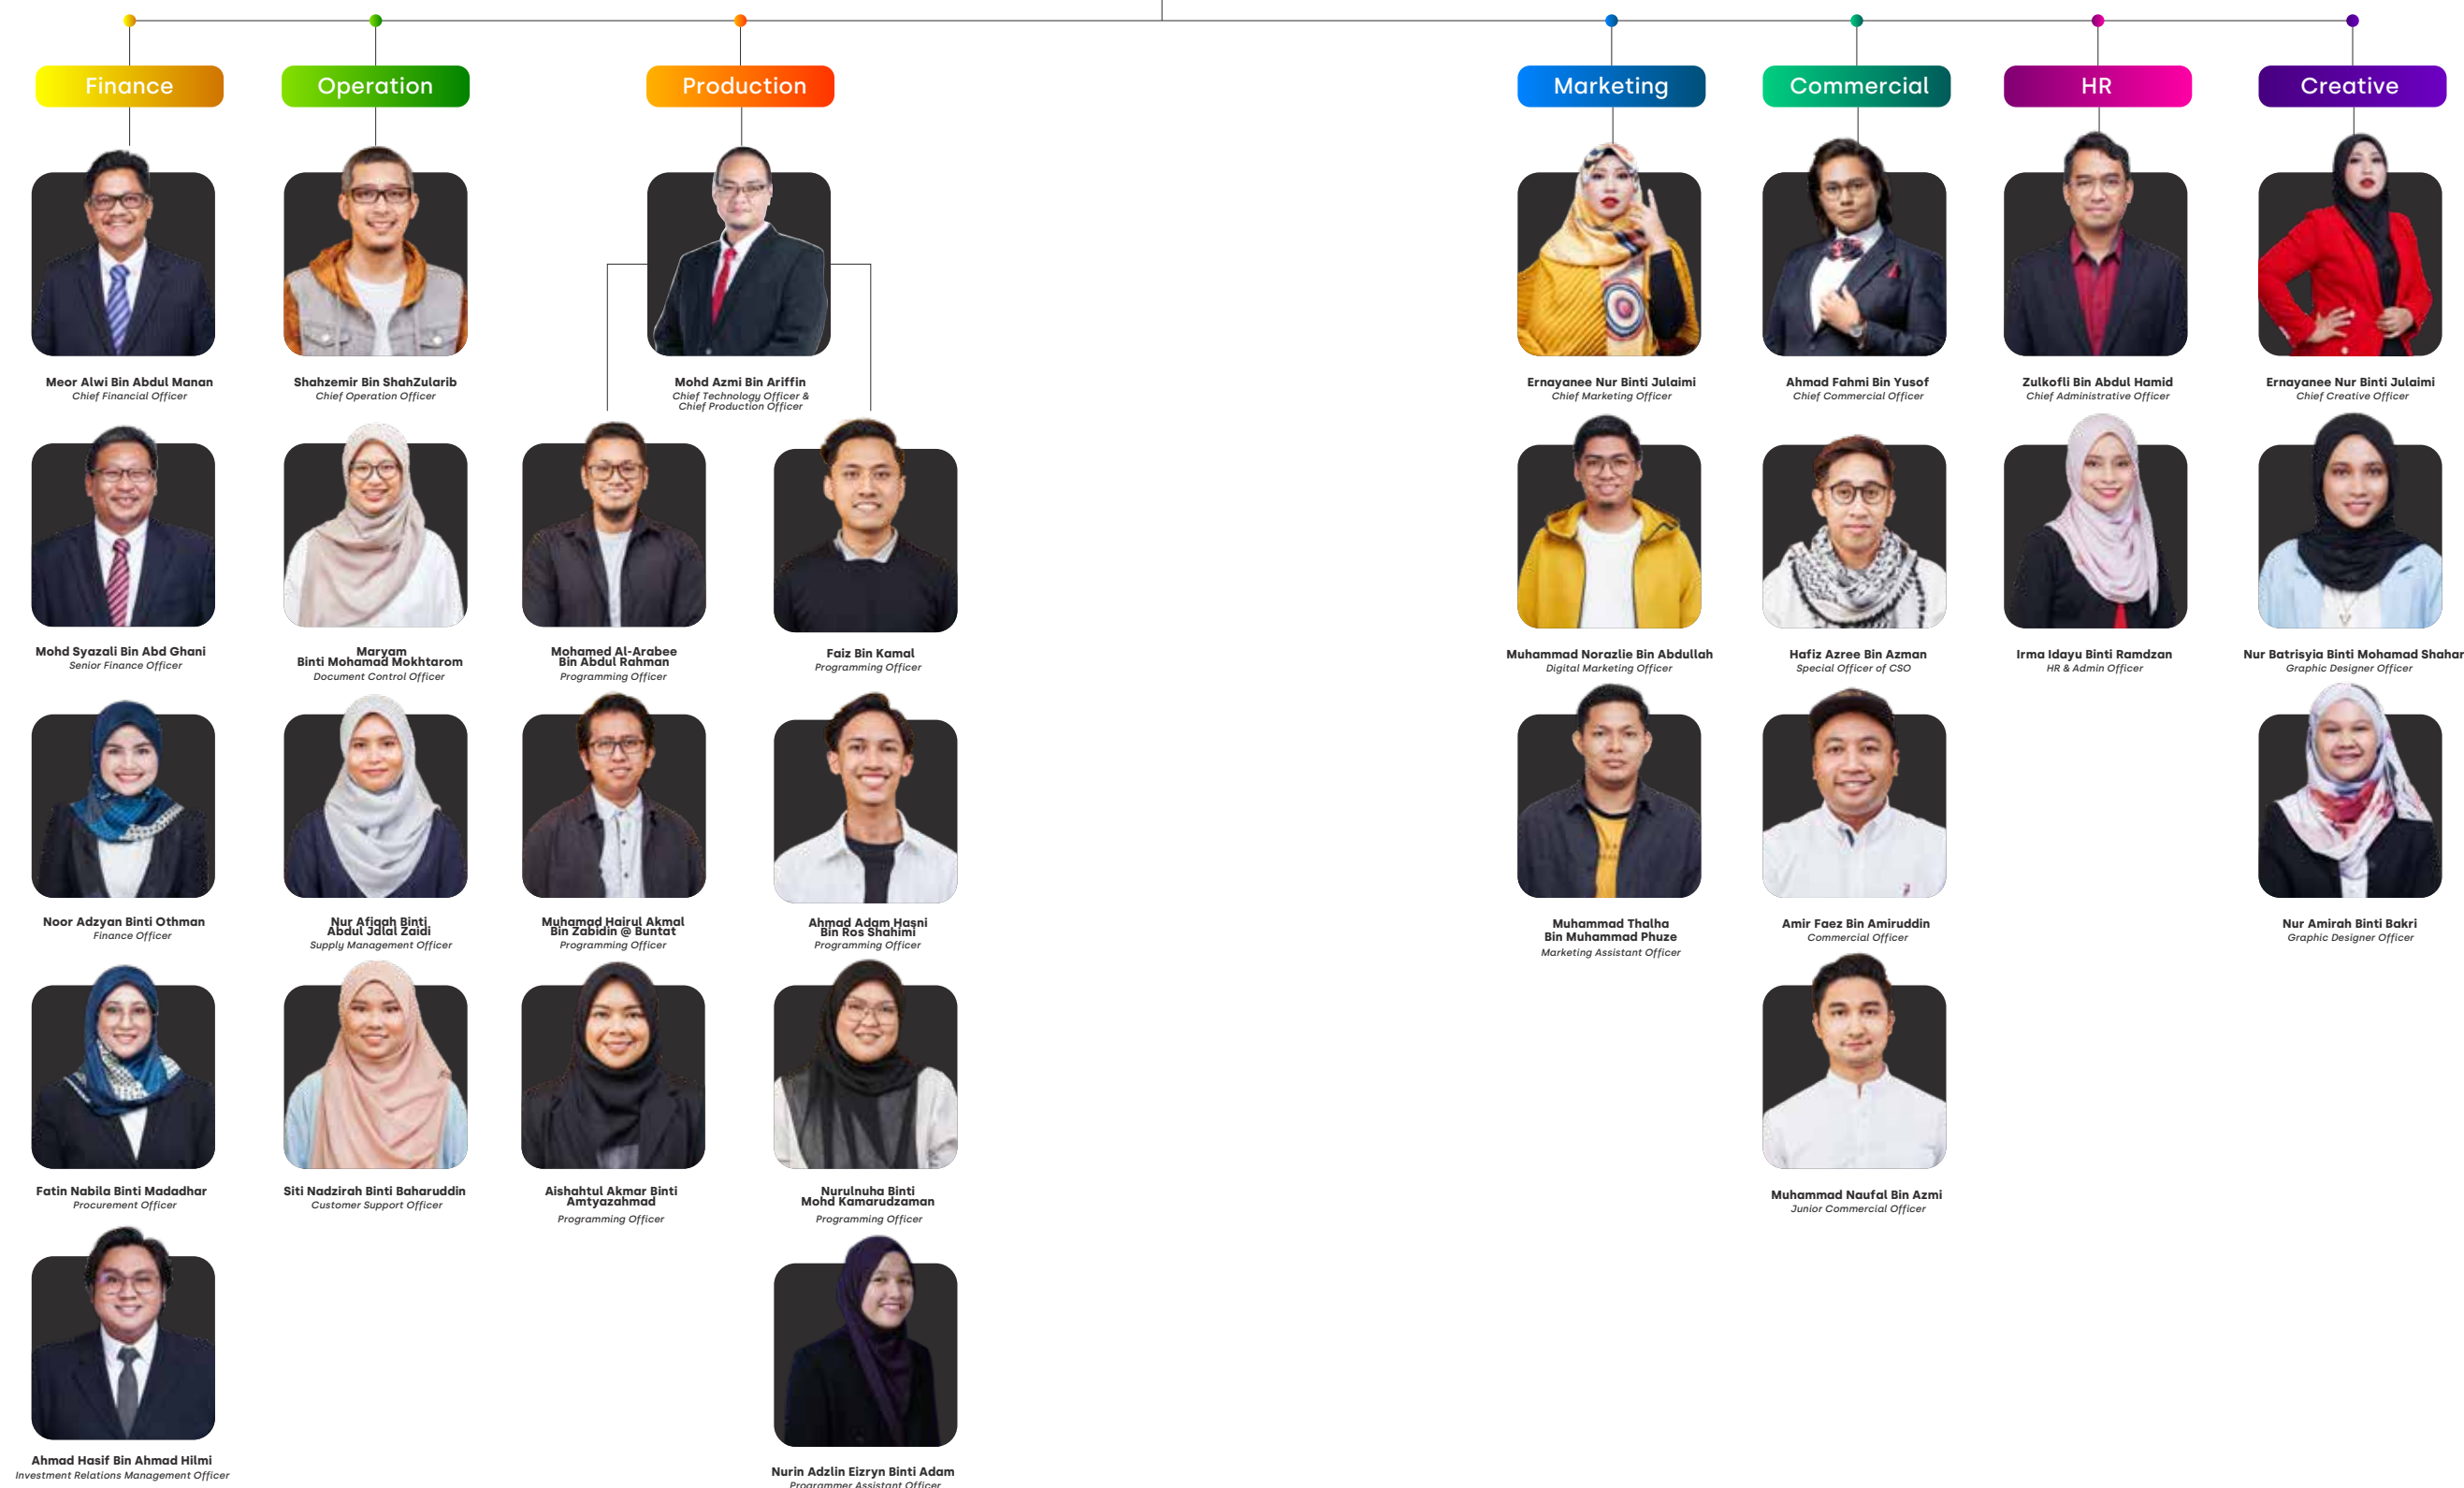 Finance
Operation
Production
Marketing
Commercial
HR
Creative
Meor Alwi Bin Abdul Manan
Chief Financial Officer
Shahzemir Bin ShahZularib
Chief Operation Officer
Mohd Azmi Bin Ariffin
Chief Technology Officer &
Chief Production Officer
Ernayanee Nur Binti Julaimi
Chief Marketing Officer
Ahmad Fahmi Bin Yusof
Chief Commercial Officer
Zulkofli Bin Abdul Hamid
Chief Administrative Officer
Ernayanee Nur Binti Julaimi
Chief Creative Officer
Mohd Syazali Bin Abd Ghani
Senior Finance Officer
Maryam
Binti Mohamad Mokhtarom
Document Control Officer
Mohamed Al-Arabee
Bin Abdul Rahman
Programming Officer
Faiz Bin Kamal
Programming Officer
Muhammad Norazlie Bin Abdullah
Digital Marketing Officer
Hafiz Azree Bin Azman
Special Officer of CSO
Irma Idayu Binti Ramdzan
HR & Admin Officer
Nur Batrisyia Binti Mohamad Shahar
Graphic Designer Officer
Noor Adzyan Binti Othman
Finance Officer
Nur Afiqah Binti
Abdul Jalal Zaidi
Supply Management Officer
Muhamad Hairul Akmal
Bin Zabidin @ Buntat
Programming Officer
Ahmad Adam Hasni
Bin Ros Shahimi
Programming Officer
Muhammad Thalha
Bin Muhammad Phuze
Marketing Assistant Officer
Amir Faez Bin Amiruddin
Commercial Officer
Nur Amirah Binti Bakri
Graphic Designer Officer
Fatin Nabila Binti Madadhar
Procurement Officer
Siti Nadzirah Binti Baharuddin
Customer Support Officer
Aishahtul Akmar Binti
Amtyazahmad
Programming Officer
Nurulnuha Binti
Mohd Kamarudzaman
Programming Officer
Muhammad Naufal Bin Azmi
Junior Commercial Officer
Ahmad Hasif Bin Ahmad Hilmi
Investment Relations Management Officer
Nurin Adzlin Eizryn Binti Adam
Programmer Assistant Officer